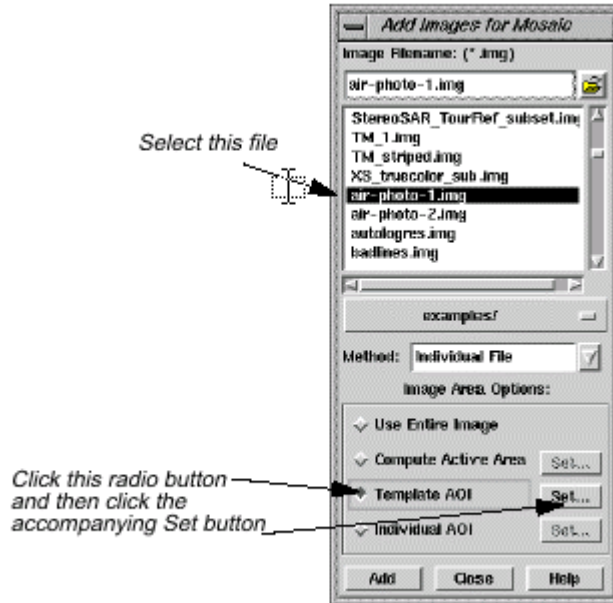 Add Images for Mosaic
Image Filename: (*.img)
air-photo-1.img
StereoSAR_TourRef_subset.img
TM_1.img
TM_striped.img
XS_truecolor_sub.img
air-photo-1.img
air-photo-2.img
autologres.img
badlines.img
Select this file
examples/
Method: Individual File
Image Area Options:
Use Entire Image
Compute Active Area Set...
Template AOI Set...
Individual AOI Set...
Click this radio button
and then click the
accompanying Set button
Add Close Help